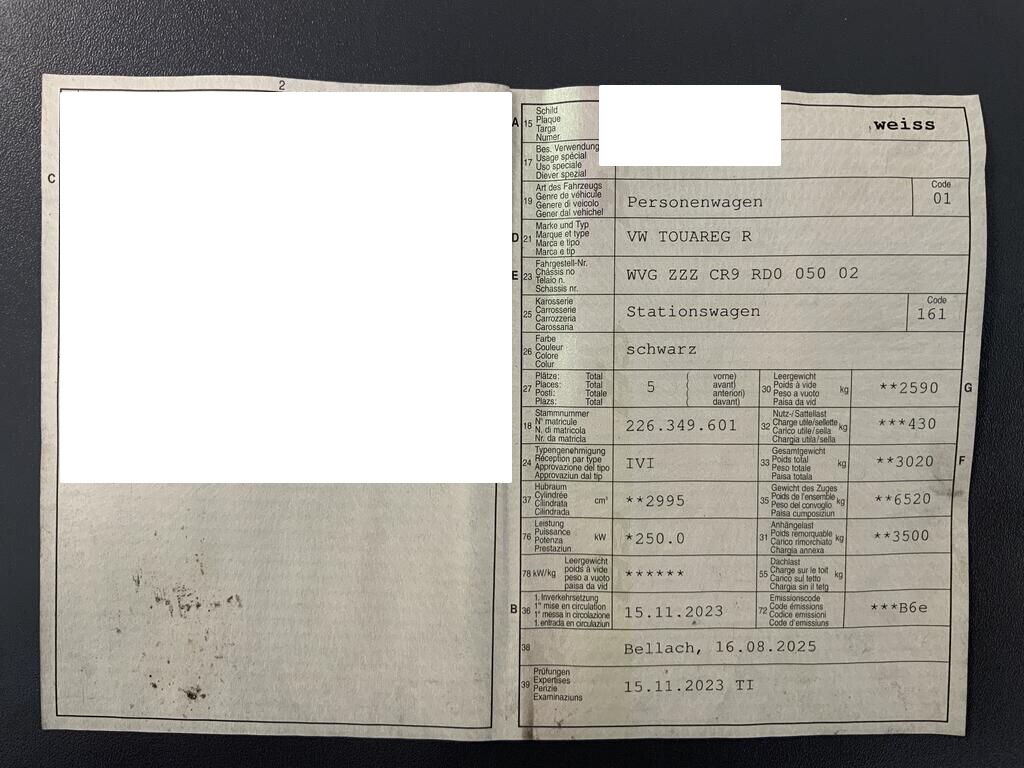 2
C
A 15 Schild
Plaque
Targa
Numer
weiss
17 Bes. Verwendung
Usage spécial
Uso speciale
Diever spezial
19 Art des Fahrzeugs
Genre de véhicule
Genere di veicolo
Gener dal vehichel
Personenwagen
Code
01
D 21 Marke und Typ
Marque et type
Marca e tipo
Marca e tip
VW TOUAREG R
E 23 Fahrgestell-Nr.
Châssis no
Telaio n.
Schassis nr.
WVG ZZZ CR9 RD0 050 02
25 Karosserie
Carrosserie
Carrozzeria
Carossaria
Stationswagen
Code
161
26 Farbe
Couleur
Colore
Colur
schwarz
27 Plätze: Total ( vorne)
Places: Total ( avant)
Posti: Totale ( anteriori)
Plazs: Total ( davant)
5
30 Leergewicht
Poids à vide
Peso a vuoto
Paisa da vid
kg
**2590
G
18 Stammnummer
N° matricule
N. di matricola
Nr. da matricla
226.349.601
32 Nutz-/Sattellast
Charge utile/sellette
Carico utile/sella
Chargia utila/sella
kg
***430
24 Typengenehmigung
Réception par type
Approvazione del tipo
Approvaziun dal tip
IVI
33 Gesamtgewicht
Poids total
Peso totale
Paisa totala
kg
**3020
F
37 Hubraum
Cylindrée
Cilindrata
Cilindrada
cm³
**2995
35 Gewicht des Zuges
Poids de l'ensemble
Peso del convoglio
Paisa cumposiziun
kg
**6520
76 Leistung
Puissance
Potenza
Prestaziun
kW
*250.0
31 Anhängelast
Poids remorquable
Carico rimorchiato
Chargia annexa
kg
**3500
78 kW/kg
Leergewicht
poids à vide
peso a vuoto
paisa da vid
******
55 Dachlast
Charge sur le toit
Carico sul tetto
Chargia sin il tetg
kg
B 36 1. Inverkehrsetzung
1re mise en circulation
1a messa in circolazione
1. entrada en circulaziun
15.11.2023
72 Emissionscode
Code émissions
Codice emissioni
Code d'emissiuns
***B6e
38
Bellach, 16.08.2025
39 Prüfungen
Expertises
Perizie
Examinaziuns
15.11.2023 TI